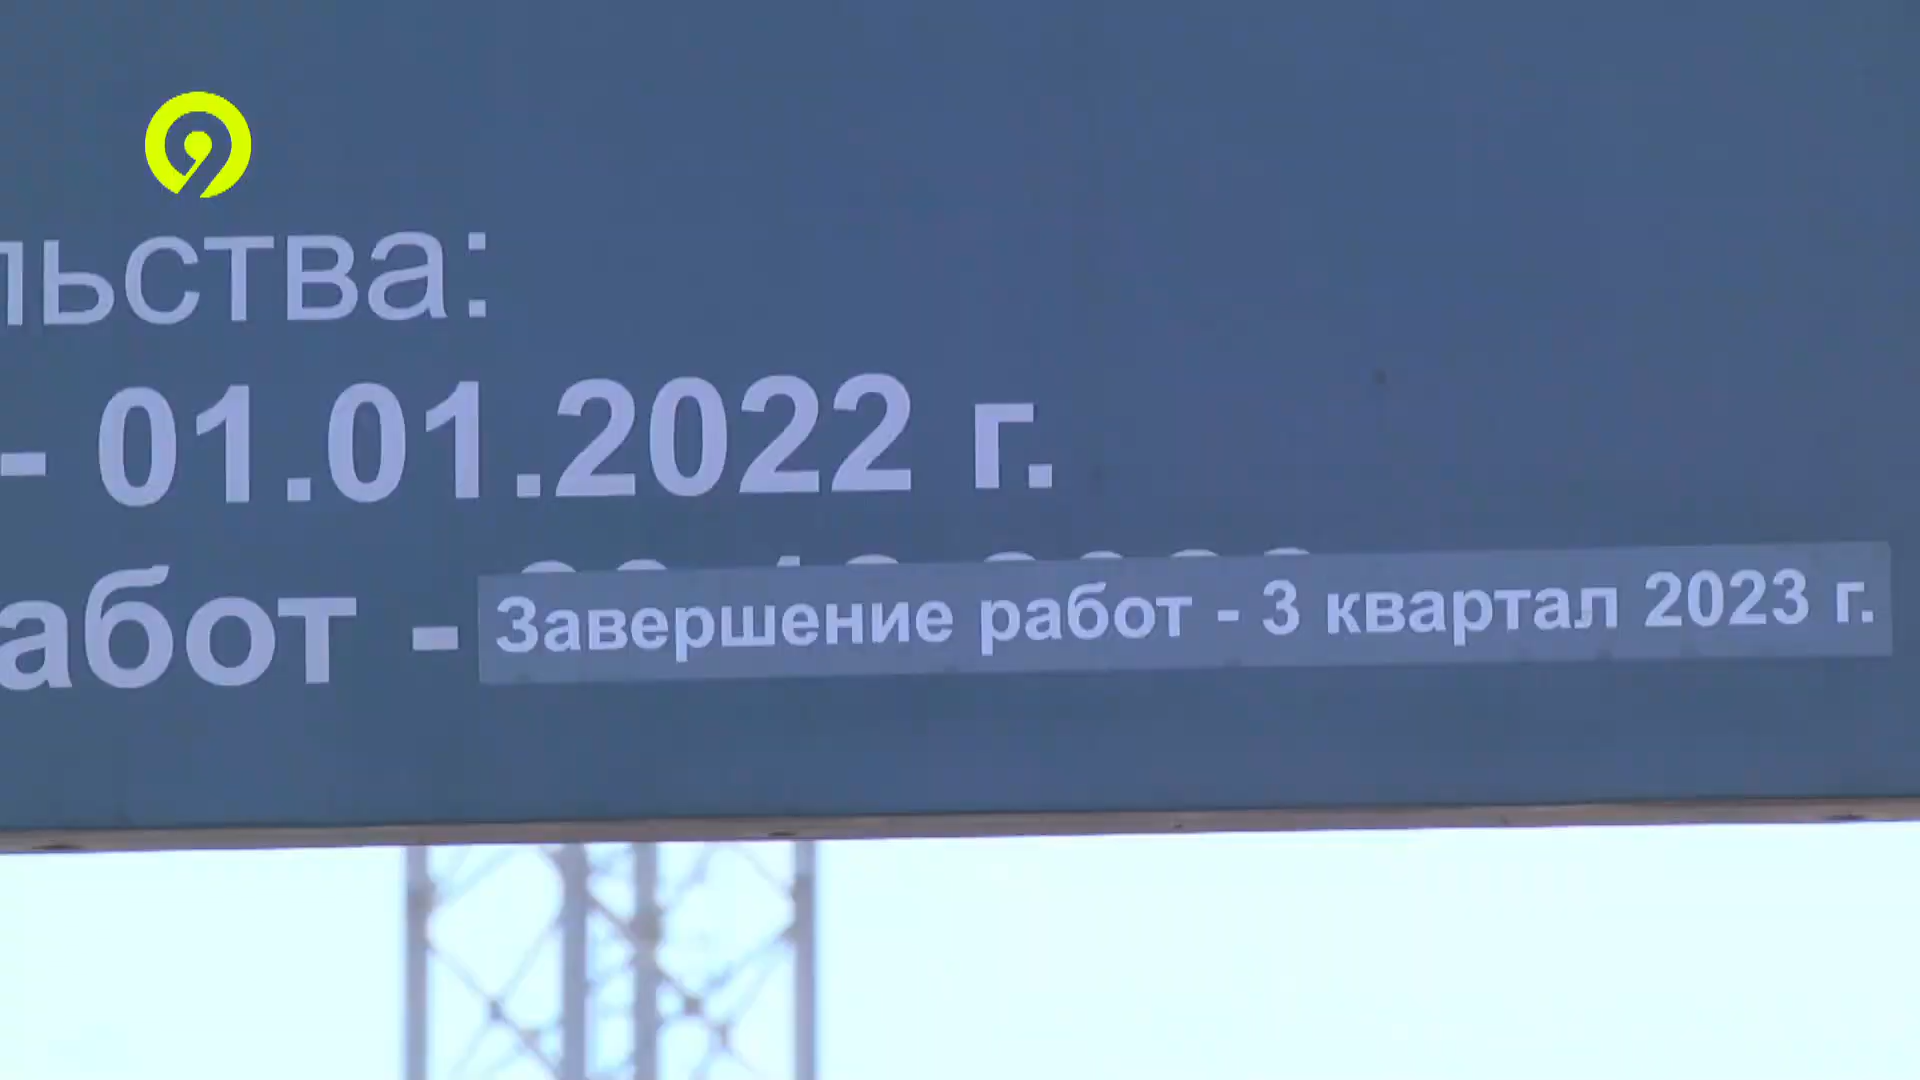 льства:
- 01.01.2022 г.
абот - Завершение работ - 3 квартал 2023 г.